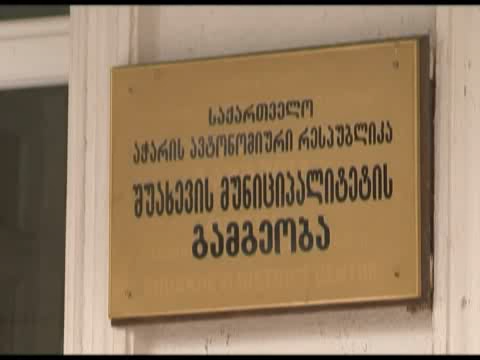 საქართველო
აჭარის ავტონომიური რესპუბლიკა
შუახევის მუნიციპალიტეტის
გამგეობა